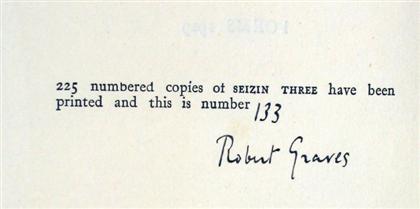 225 numbered copies of SEIZIN THREE have been
printed and this is number 133
Robert Graves